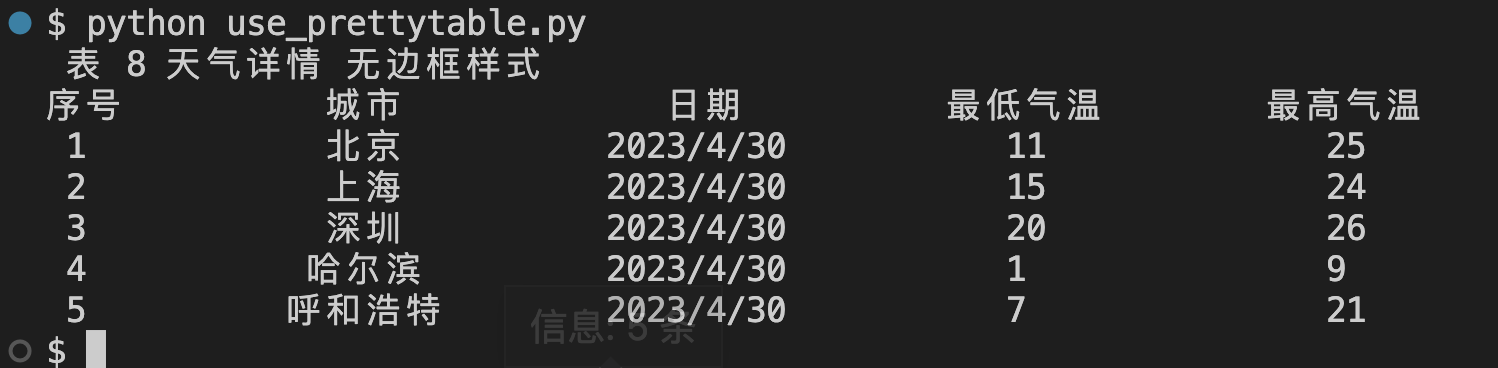 $ python use_prettytable.py
表 8 天气详情 无边框样式
序号 城市 日期 最低气温 最高气温
1 北京 2023/4/30 11 25
2 上海 2023/4/30 15 24
3 深圳 2023/4/30 20 26
4 哈尔滨 2023/4/30 1 9
5 呼和浩特 2023/4/30 7 21
信息: 5 条
$